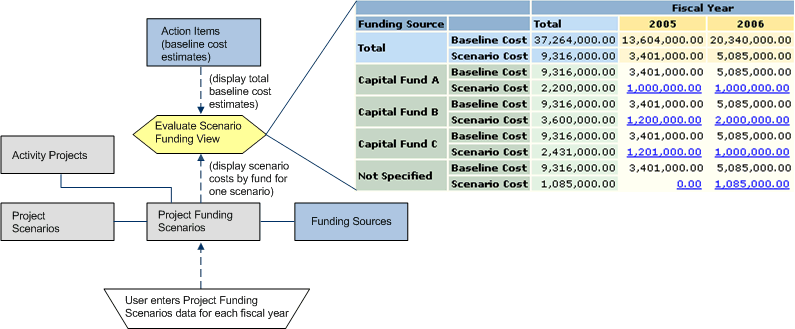 Action Items
(baseline cost
estimates)
(display total
baseline cost
estimates)
Evaluate Scenario
Funding View
(display scenario
costs by fund for
one scenario)
Activity Projects
Project
Scenarios
Project Funding
Scenarios
Funding Sources
User enters Project Funding
Scenarios data for each fiscal year
Fiscal Year
Funding Source Total 2005 2006
Total Baseline Cost 37,264,000.00 13,604,000.00 20,340,000.00
Scenario Cost 9,316,000.00 3,401,000.00 5,085,000.00
Capital Fund A Baseline Cost 9,316,000.00 3,401,000.00 5,085,000.00
Scenario Cost 2,200,000.00 1,000,000.00 1,000,000.00
Capital Fund B Baseline Cost 9,316,000.00 3,401,000.00 5,085,000.00
Scenario Cost 3,600,000.00 1,200,000.00 2,000,000.00
Capital Fund C Baseline Cost 9,316,000.00 3,401,000.00 5,085,000.00
Scenario Cost 2,431,000.00 1,201,000.00 1,000,000.00
Not Specified Baseline Cost 9,316,000.00 3,401,000.00 5,085,000.00
Scenario Cost 1,085,000.00 0.00 1,085,000.00